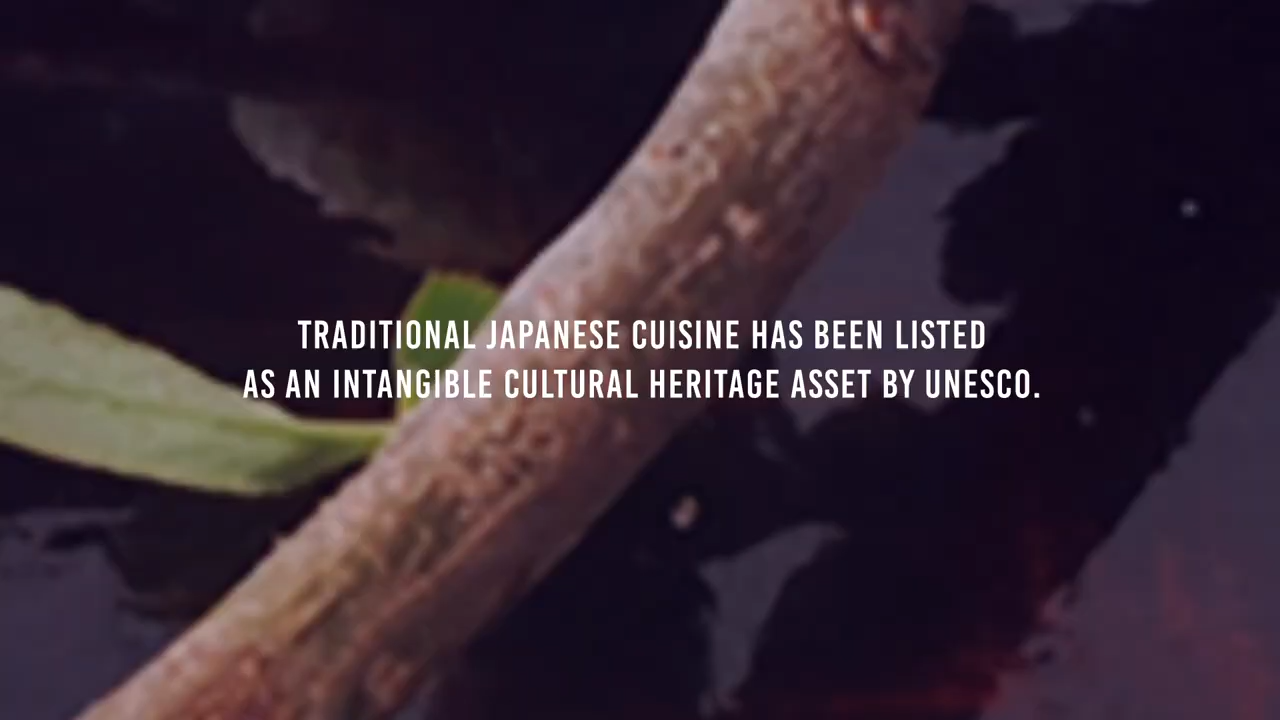 TRADITIONAL JAPANESE CUISINE HAS BEEN LISTED
AS AN INTANGIBLE CULTURAL HERITAGE ASSET BY UNESCO.